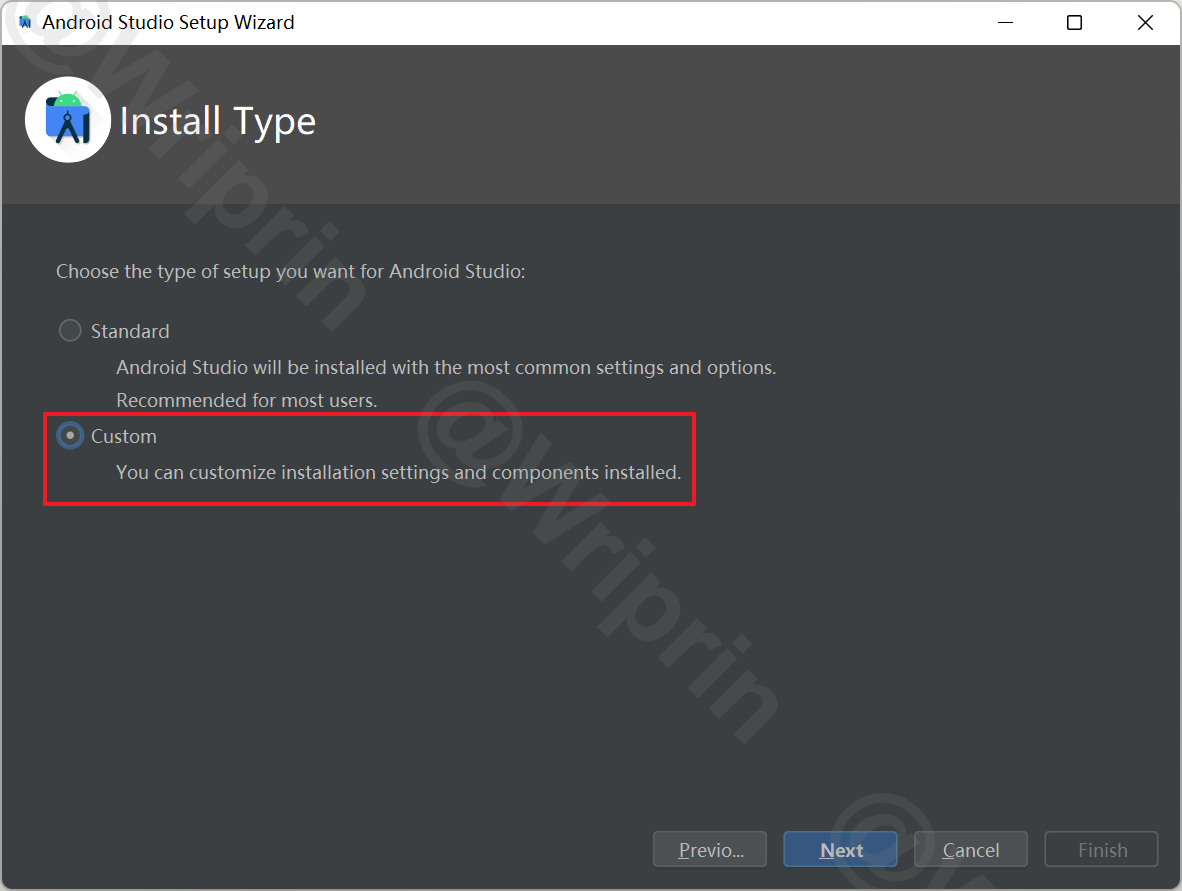 Android Studio Setup Wizard
Install Type
Choose the type of setup you want for Android Studio:
Standard
Android Studio will be installed with the most common settings and options.
Recommended for most users.
Custom
You can customize installation settings and components installed.
Previo...
Next
Cancel
Finish
@Wriprin
@Wriprin
@W